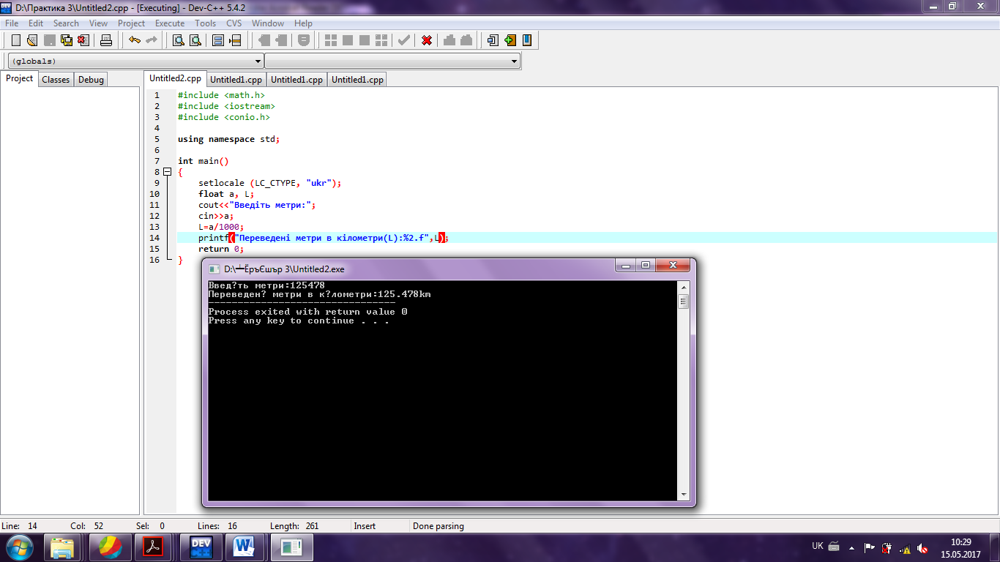 D:\Практика 3\Untitled2.cpp - [Executing] - Dev-C++ 5.4.2
File Edit Search View Project Execute Tools CVS Window Help
(globals)
Project Classes Debug
Untitled2.cpp Untitled1.cpp Untitled1.cpp Untitled1.cpp
1 #include <math.h>
2 #include <iostream>
3 #include <conio.h>
4
5 using namespace std;
6
7 int main()
8 {
9 setlocale (LC_CTYPE, "ukr");
10 float a, L;
11 cout<<"Введіть метри:";
12 cin>>a;
13 L=a/1000;
14 printf("Переведені метри в кілометри(L):%2.f",L);
15 return 0;
16 }
D:\╧ЁръЄшър 3\Untitled2.exe
Введ?ть метри:125478
Переведен? метри в к?лометри:125.478km
--------------------------------
Process exited with return value 0
Press any key to continue . . .
Line: 14 Col: 52 Sel: 0 Lines: 16 Length: 261 Insert Done parsing
DEV
UK
10:29
15.05.2017